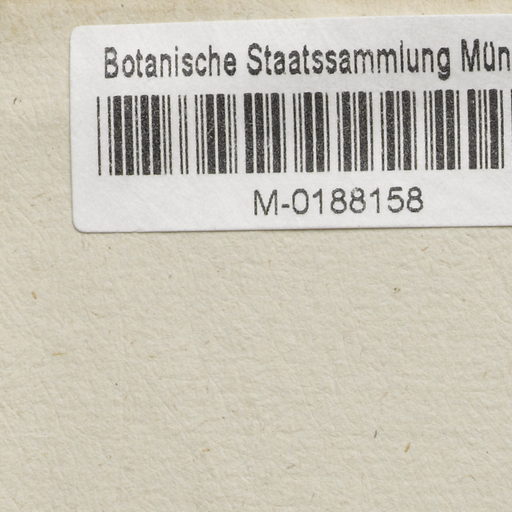 Botanische Staatssammlung Mün
M-0188158